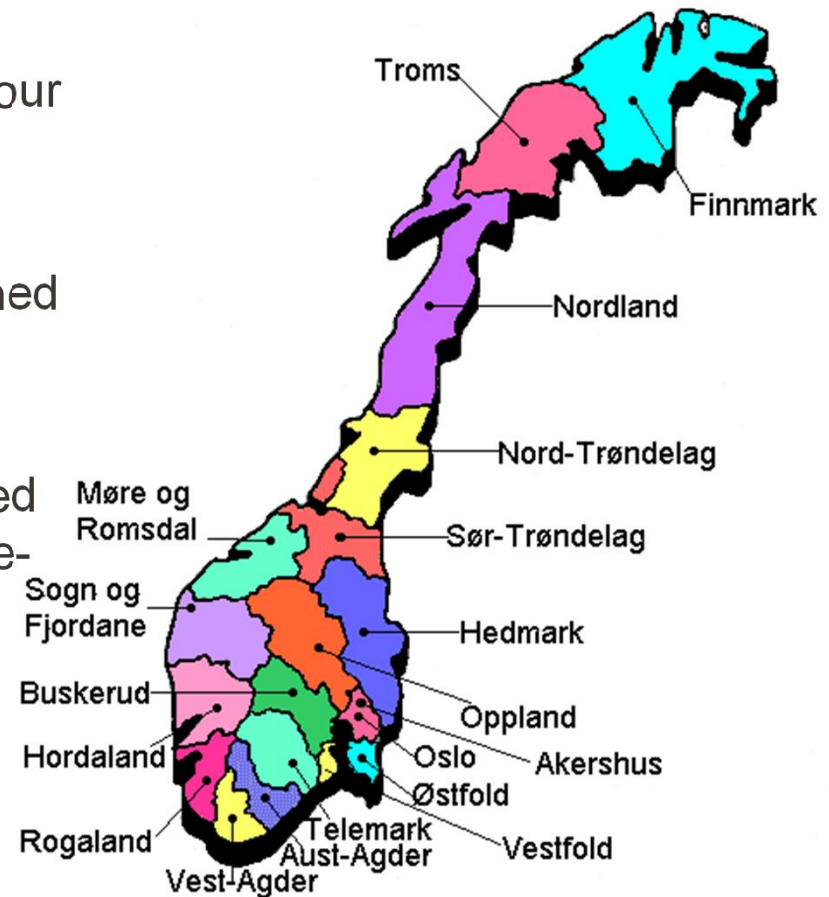 our
ned
ed
e-
Troms
Finnmark
Nordland
Nord-Trøndelag
Møre og
Romsdal
Sør-Trøndelag
Sogn og
Fjordane
Hedmark
Buskerud
Oppland
Hordaland
Oslo
Akershus
Østfold
Rogaland
Telemark
Vestfold
Aust-Agder
Vest-Agder